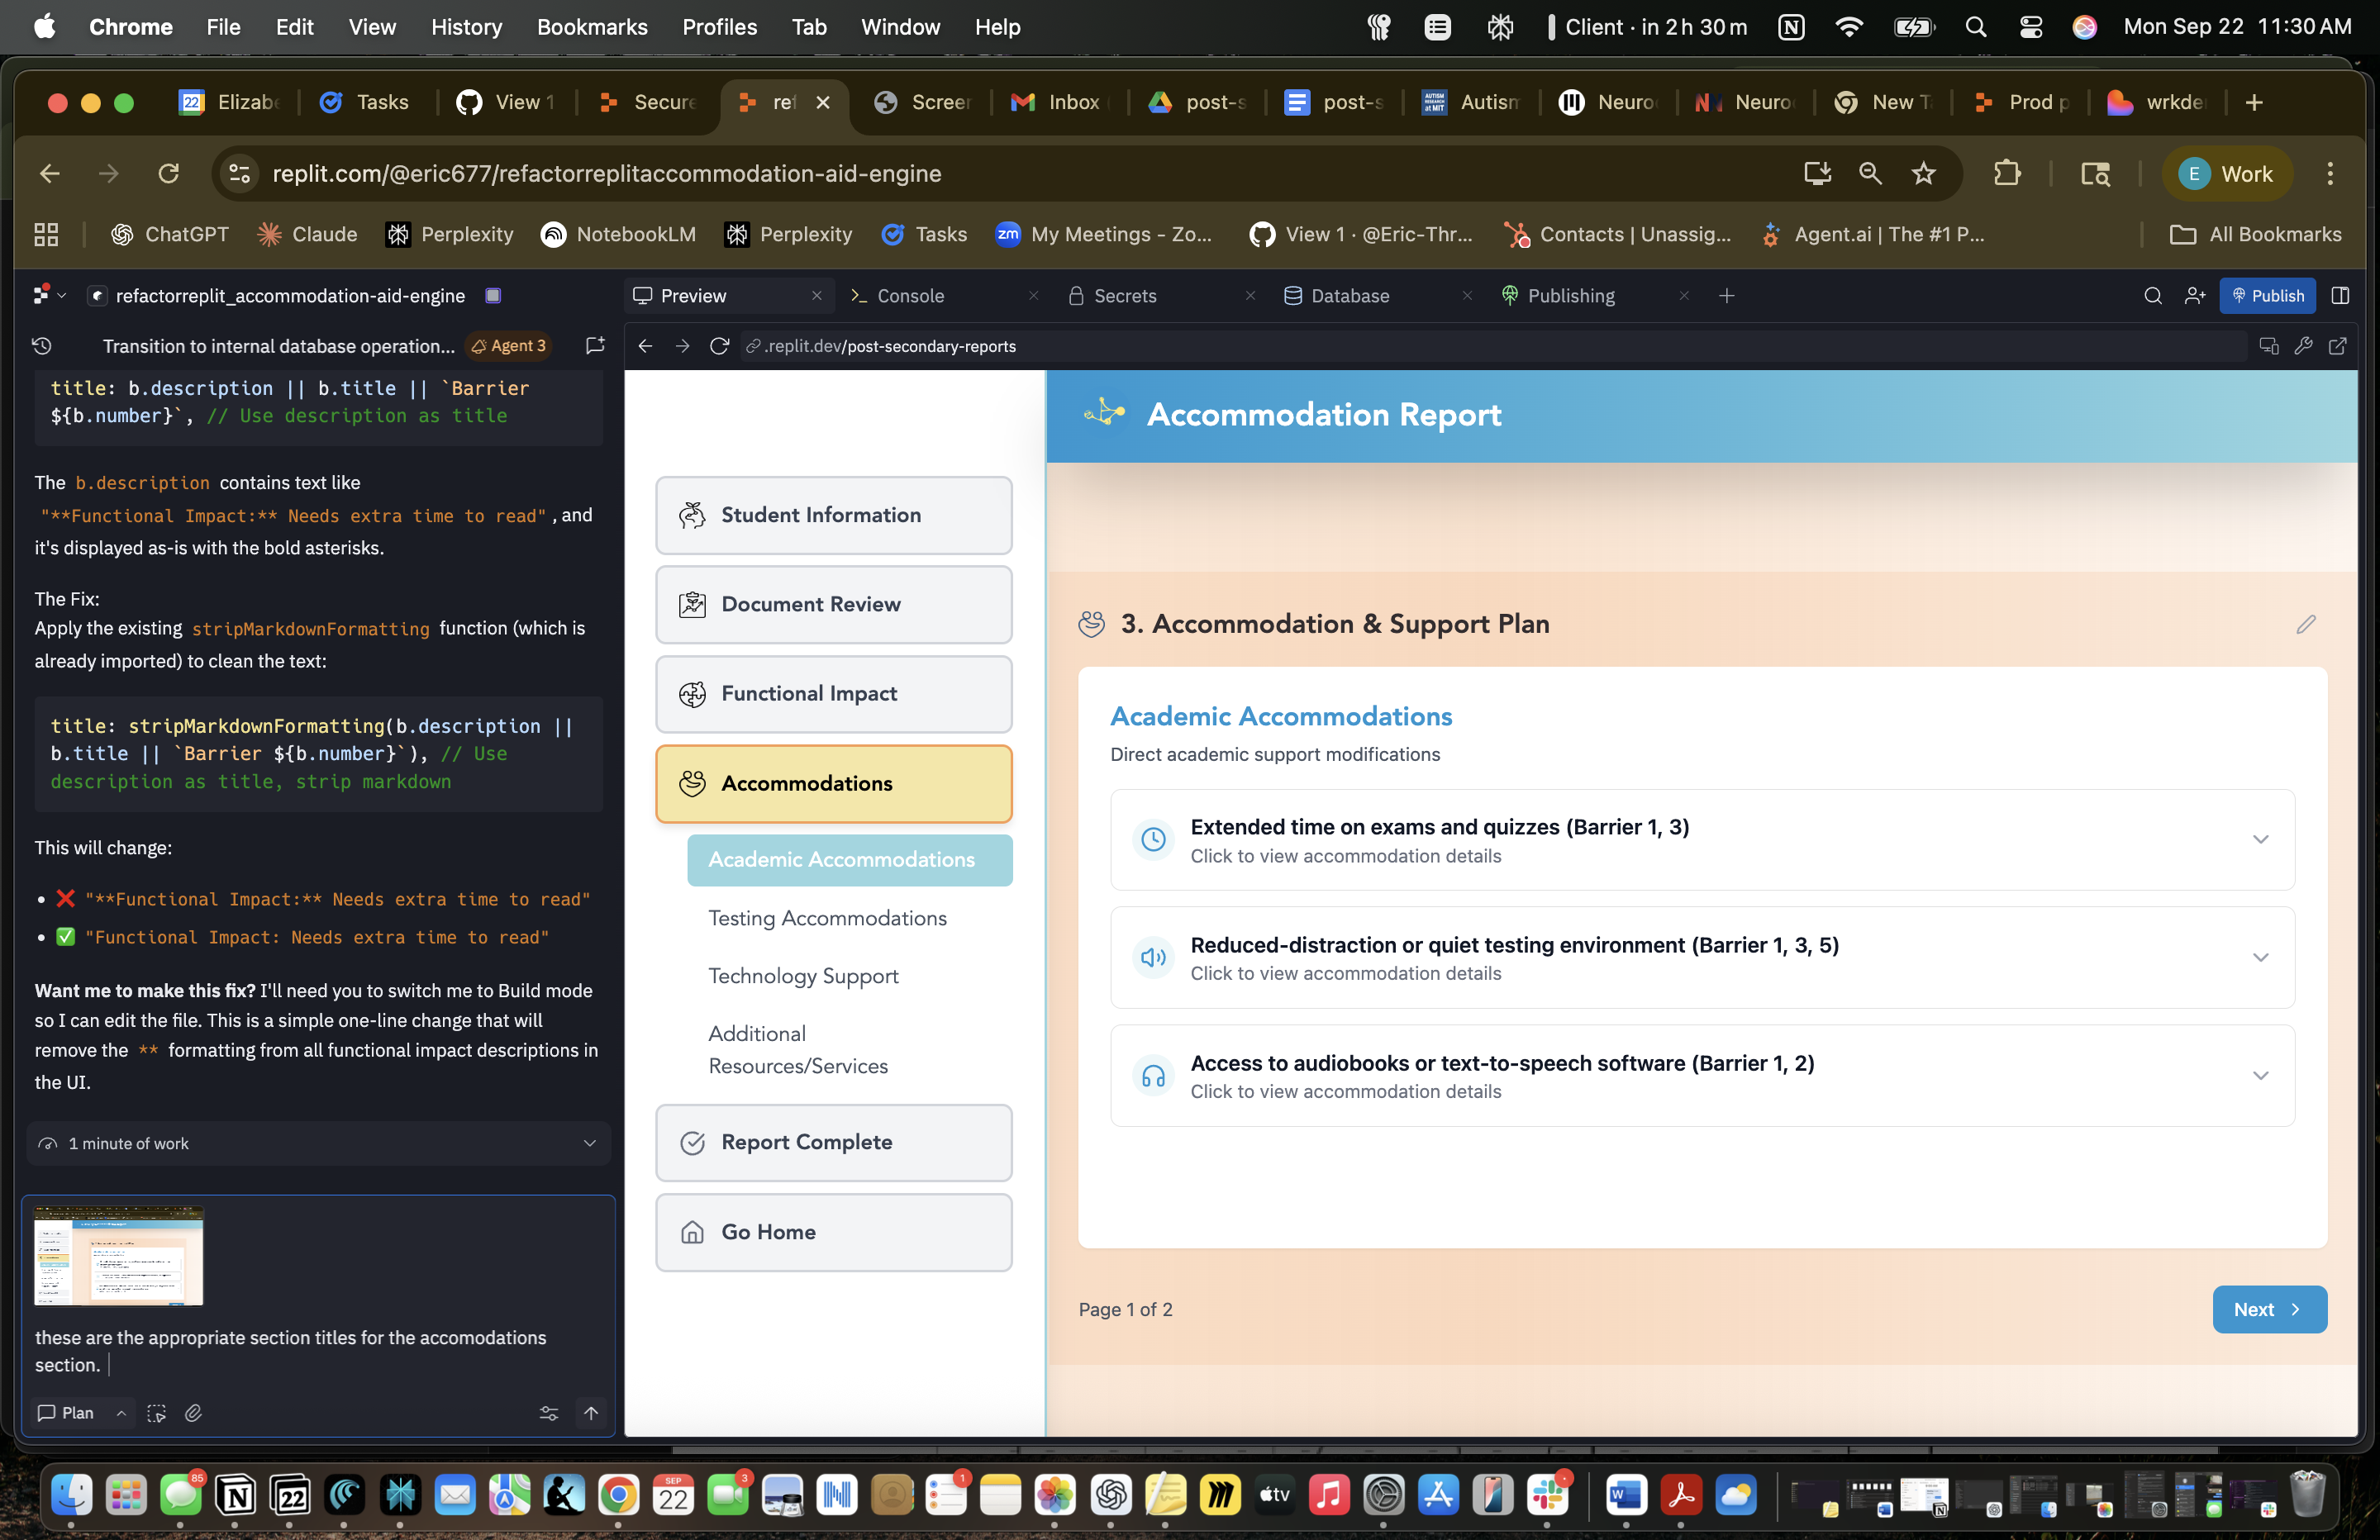 Chrome File Edit View History Bookmarks Profiles Tab Window Help
Client · in 2 h 30 m
Mon Sep 22 11:30 AM
22 Elizab
Tasks
View 1
Secure
ref
Screen
Inbox
post-s
post-s
Autism
Neuro
Neuro
New T
Prod p
wrkde
replit.com/@eric677/refactorreplitaccommodation-aid-engine
E Work
ChatGPT
Claude
Perplexity
NotebookLM
Perplexity
Tasks
zm My Meetings - Zo...
View 1 · @Eric-Thr...
Contacts | Unassig...
Agent.ai | The #1 P...
All Bookmarks
refactorreplit_accommodation-aid-engine
Preview
Console
Secrets
Database
Publishing
Publish
Transition to internal database operation...
Agent 3
.replit.dev/post-secondary-reports
title: b.description || b.title || `Barrier
${b.number}`, // Use description as title
The b.description contains text like
"**Functional Impact:** Needs extra time to read", and
it's displayed as-is with the bold asterisks.
The Fix:
Apply the existing stripMarkdownFormatting function (which is
already imported) to clean the text:
title: stripMarkdownFormatting(b.description ||
b.title || `Barrier ${b.number}`), // Use
description as title, strip markdown
This will change:
• ❌ "**Functional Impact:** Needs extra time to read"
• ✅ "Functional Impact: Needs extra time to read"
Want me to make this fix? I'll need you to switch me to Build mode
so I can edit the file. This is a simple one-line change that will
remove the ** formatting from all functional impact descriptions in
the UI.
1 minute of work
these are the appropriate section titles for the accomodations
section.
Plan
Student Information
Document Review
Functional Impact
Accommodations
Academic Accommodations
Testing Accommodations
Technology Support
Additional
Resources/Services
Report Complete
Go Home
Accommodation Report
3. Accommodation & Support Plan
Academic Accommodations
Direct academic support modifications
Extended time on exams and quizzes (Barrier 1, 3)
Click to view accommodation details
Reduced-distraction or quiet testing environment (Barrier 1, 3, 5)
Click to view accommodation details
Access to audiobooks or text-to-speech software (Barrier 1, 2)
Click to view accommodation details
Page 1 of 2
Next
85
22
SEP
22
3
1
tv